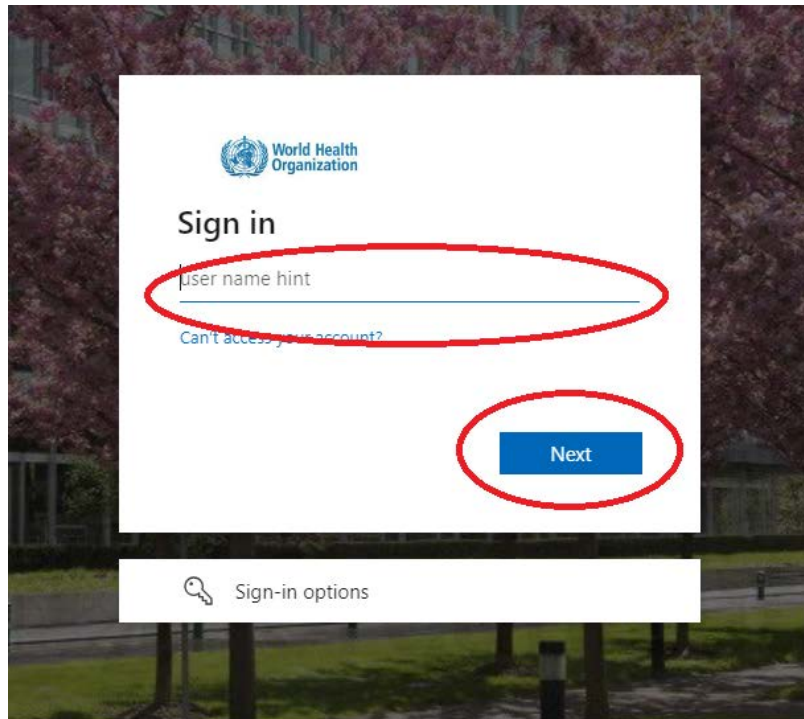 World Health
Organization
Sign in
user name hint
Can't access your account?
Next
Sign-in options